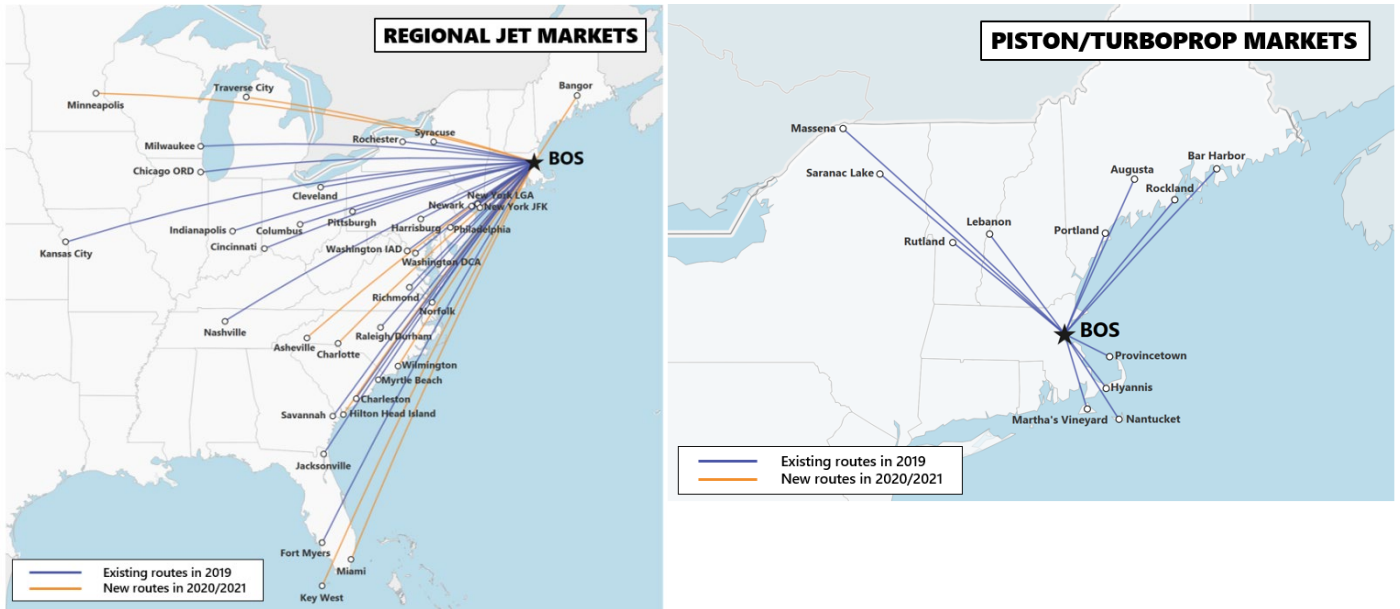 REGIONAL JET MARKETS
Bangor
Traverse City
Minneapolis
Syracuse
Rochester
Milwaukee
BOS
Chicago ORD
Cleveland
New York LGA
Newark
New York JFK
Pittsburgh
Indianapolis
Columbus
Harrisburg
Philadelphia
Cincinnati
Washington IAD
Kansas City
Washington DCA
Richmond
Norfolk
Nashville
Raleigh/Durham
Asheville
Charlotte
Wilmington
Myrtle Beach
Charleston
Savannah
Hilton Head Island
Jacksonville
Fort Myers
Miami
Key West
Existing routes in 2019
New routes in 2020/2021
PISTON/TURBOPROP MARKETS
Massena
Bar Harbor
Saranac Lake
Augusta
Rockland
Lebanon
Portland
Rutland
BOS
Provincetown
Hyannis
Martha's Vineyard
Nantucket
Existing routes in 2019
New routes in 2020/2021